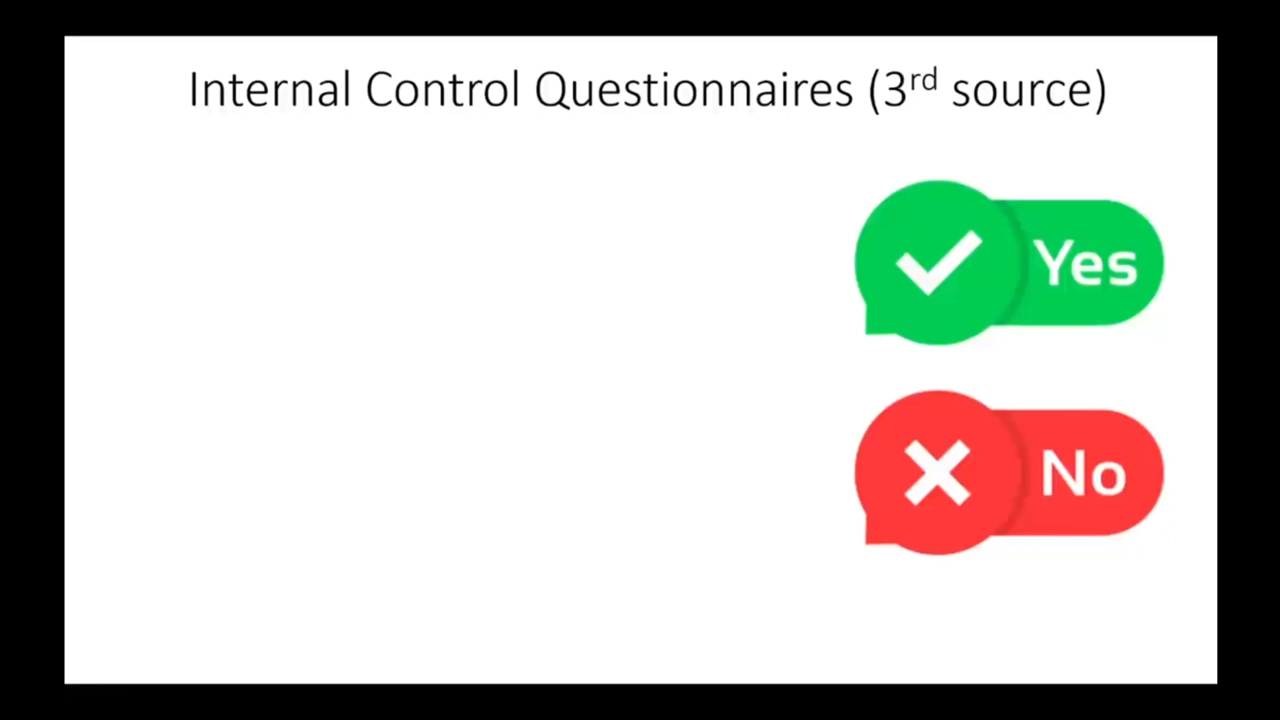 Internal Control Questionnaires (3rd source)
Yes
No